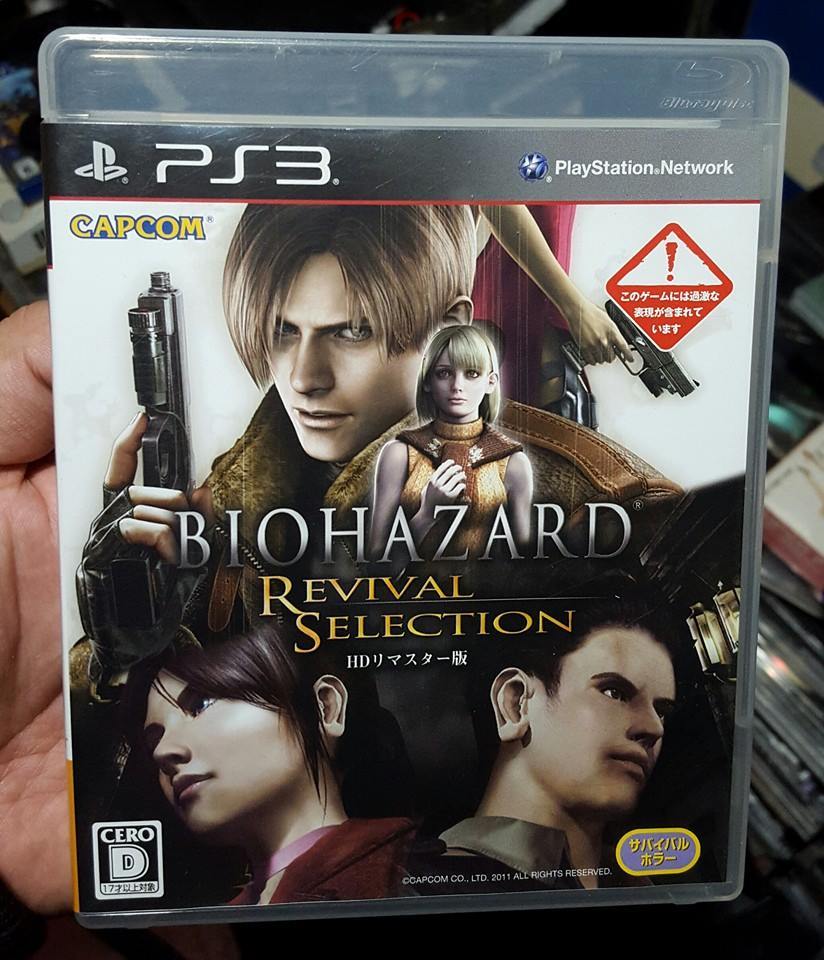 Blu-ray Disc
PS3®
PlayStation®Network
CAPCOM®
このゲームには過激な
表現が含まれて
います
BIOHAZARD®
REVIVAL
SELECTION
HDリマスター版
CERO
D
17才以上対象
サバイバル
ホラー
©CAPCOM CO., LTD. 2011 ALL RIGHTS RESERVED.